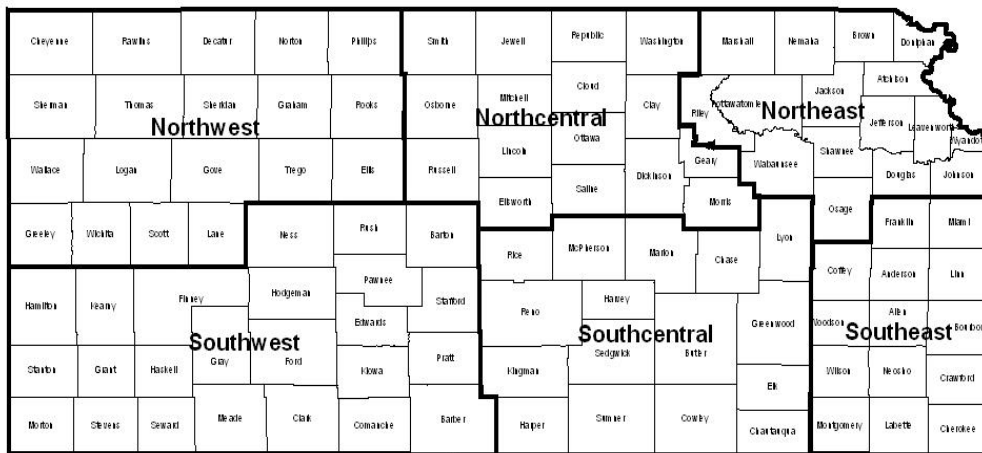 Cheyenne Rawlins Decatur Norton Phillips Smith Jewell Republic Washington Marshall Nemaha Brown Doniphan
Sherman Thomas Sheridan Graham Rooks Osborne Mitchell Cloud Clay Riley Pottawatomie Jackson Atchison
Northwest Northcentral Northeast
Ottawa Jefferson Leavenworth Wyandot
Wallace Logan Gove Trego Ellis Russell Lincoln Saline Dickinson Geary Wabaunsee Shawnee Douglas Johnson
Ellsworth Morris Osage
Greeley Wichita Scott Lane Ness Rush Barton Rice McPherson Marion Chase Lyon Franklin Miami
Hamilton Kearny Finney Hodgeman Pawnee Stafford Reno Harvey Greenwood Coffey Anderson Linn
Edwards Woodson Allen Bourbon
Southwest Southcentral Southeast
Stanton Grant Haskell Gray Ford Kiowa Pratt Kingman Sedgwick Butler Elk Wilson Neosho Crawford
Morton Stevens Seward Meade Clark Comanche Barber Harper Sumner Cowley Chautauqua Montgomery Labette Cherokee